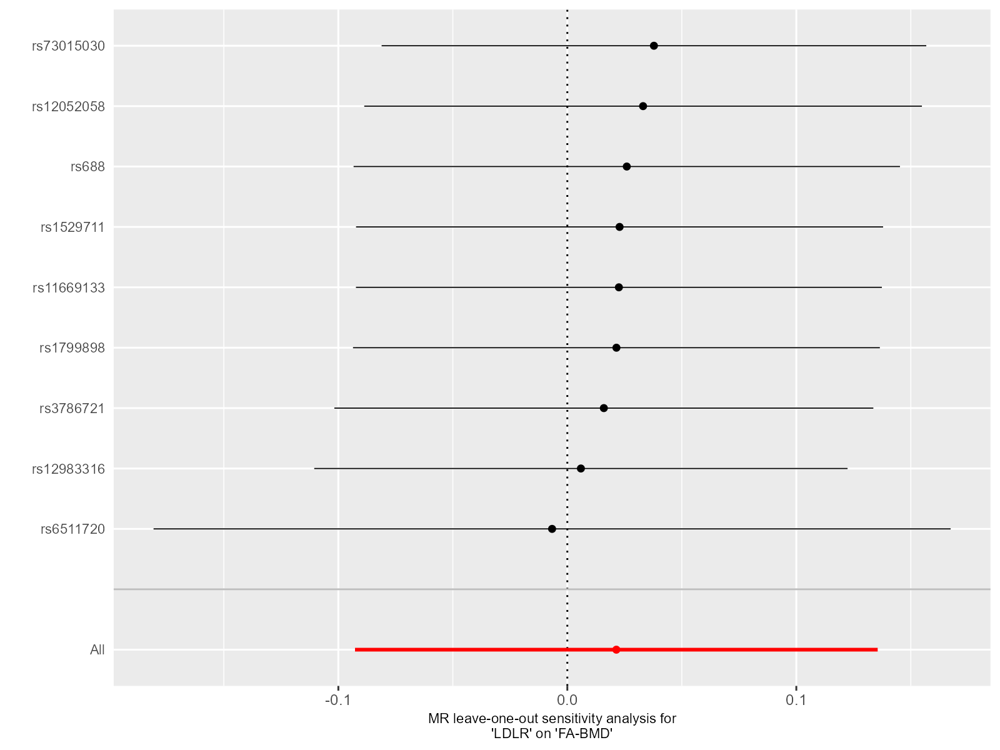 rs73015030
rs12052058
rs688
rs1529711
rs11669133
rs1799898
rs3786721
rs12983316
rs6511720
All
-0.1
0.0
0.1
MR leave-one-out sensitivity analysis for
'LDLR' on 'FA-BMD'